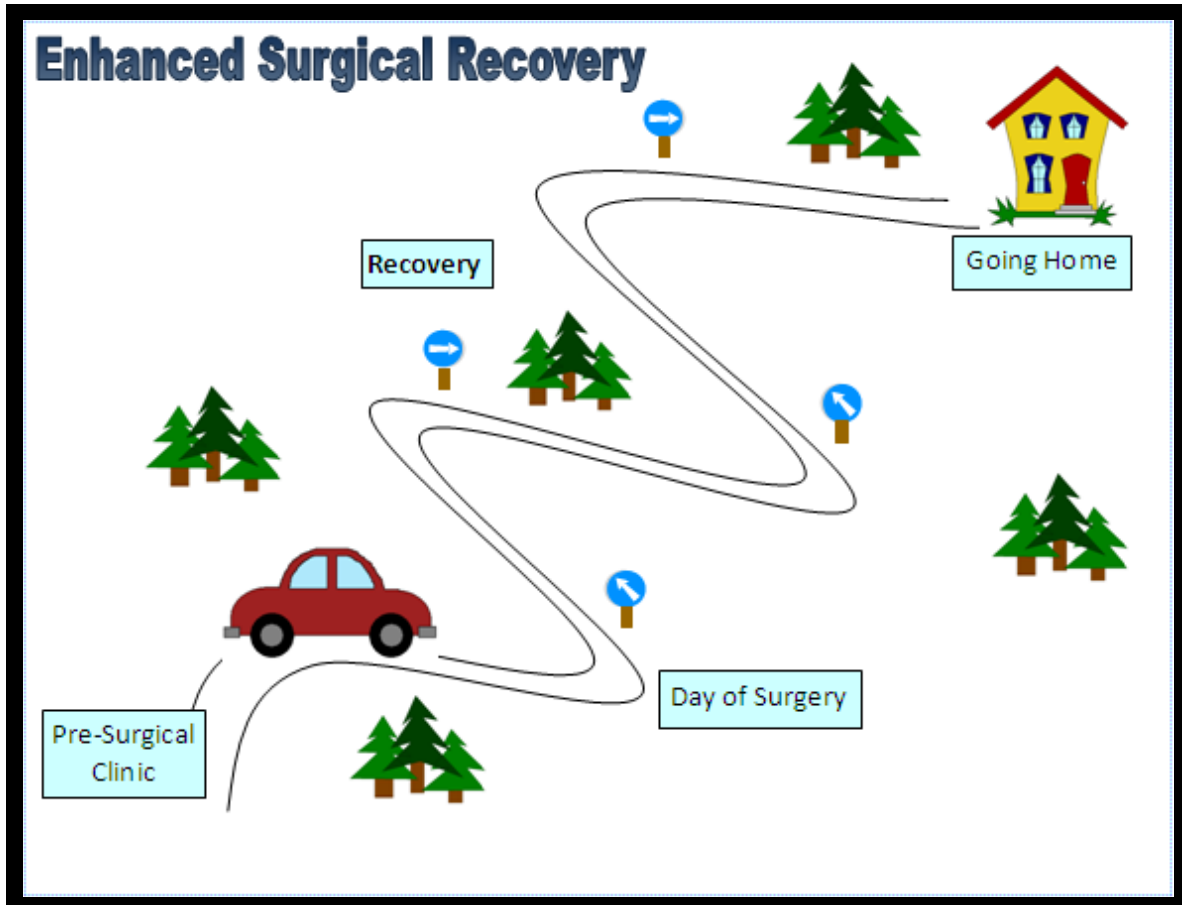 Enhanced Surgical Recovery
Recovery
Going Home
Day of Surgery
Pre-Surgical
Clinic